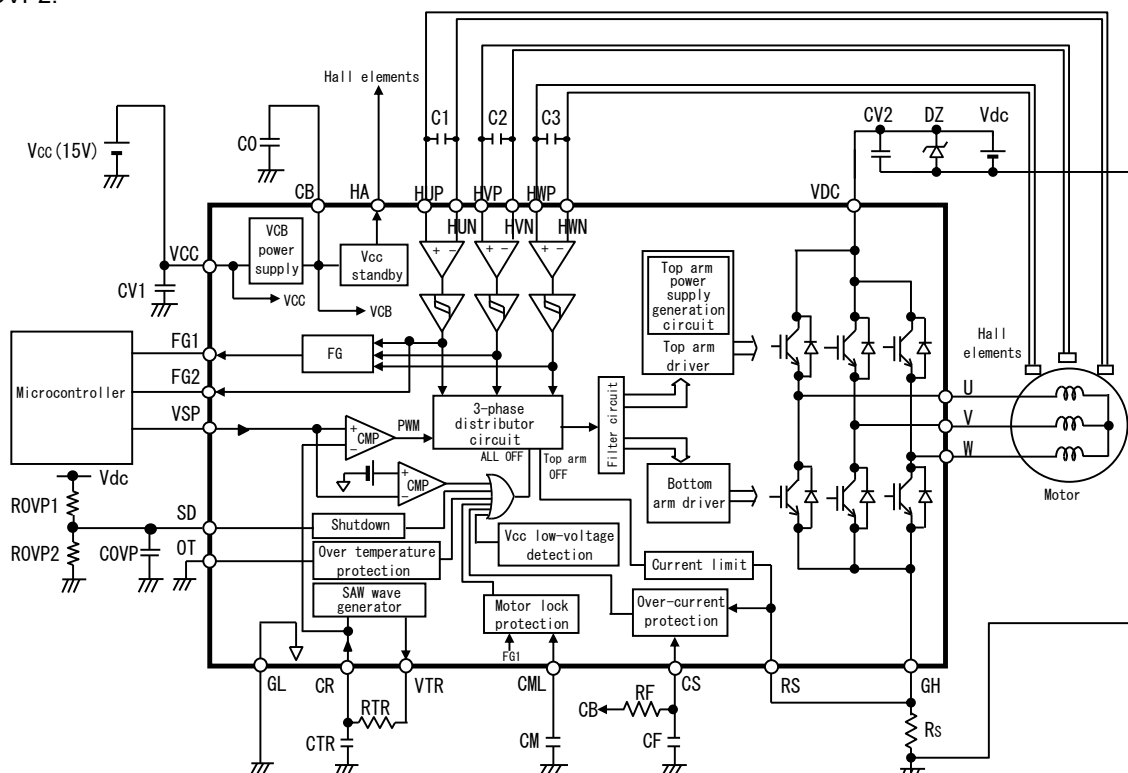 OVP2.
Hall elements
C1
C2
C3
CV2
DZ
Vdc
C0
Vcc(15V)
CB
HA
HUP
HVP
HWP
VDC
HUN
HVN
HWN
VCB
power
supply
Vcc
standby
VCC
CV1
VCC
VCB
+ −
+ −
+ −
Top arm
power
supply
generation
circuit
Top arm
driver
Hall
elements
Microcontroller
FG1
FG
FG2
VSP
3-phase
distributor
circuit
PWM
+
−
CMP
ALL OFF
Top arm
OFF
Filter circuit
U
V
W
Motor
Bottom
arm driver
+
−
CMP
Vdc
ROVP1
SD
ROVP2
COVP
OT
Shutdown
Over temperature
protection
Vcc low-voltage
detection
Current limit
SAW wave
generator
Motor lock
protection
Over-current
protection
FG1
GL
CR
VTR
CML
CS
RS
GH
RTR
CTR
CM
CB
RF
CF
Rs